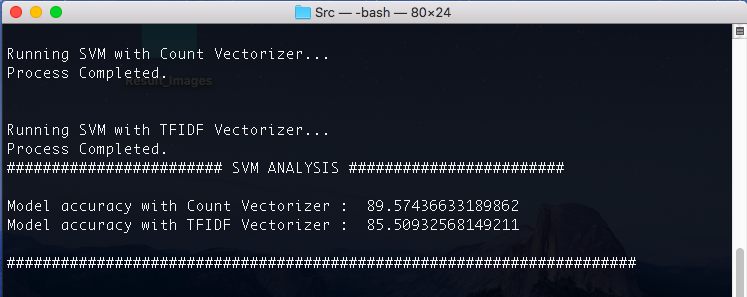 Src — -bash — 80×24
Running SVM with Count Vectorizer...
Process Completed.
Result_Images
Running SVM with TFIDF Vectorizer...
Process Completed.
######################## SVM ANALYSIS ########################
Model accuracy with Count Vectorizer :  89.57436633189862
Model accuracy with TFIDF Vectorizer :  85.50932568149211
######################################################################